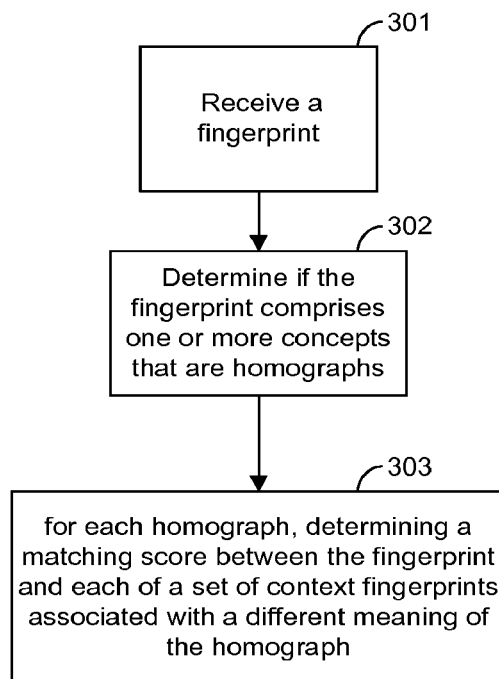 301
Receive a
fingerprint
302
Determine if the
fingerprint comprises
one or more concepts
that are homographs
303
for each homograph, determining a
matching score between the fingerprint
and each of a set of context fingerprints
associated with a different meaning of
the homograph